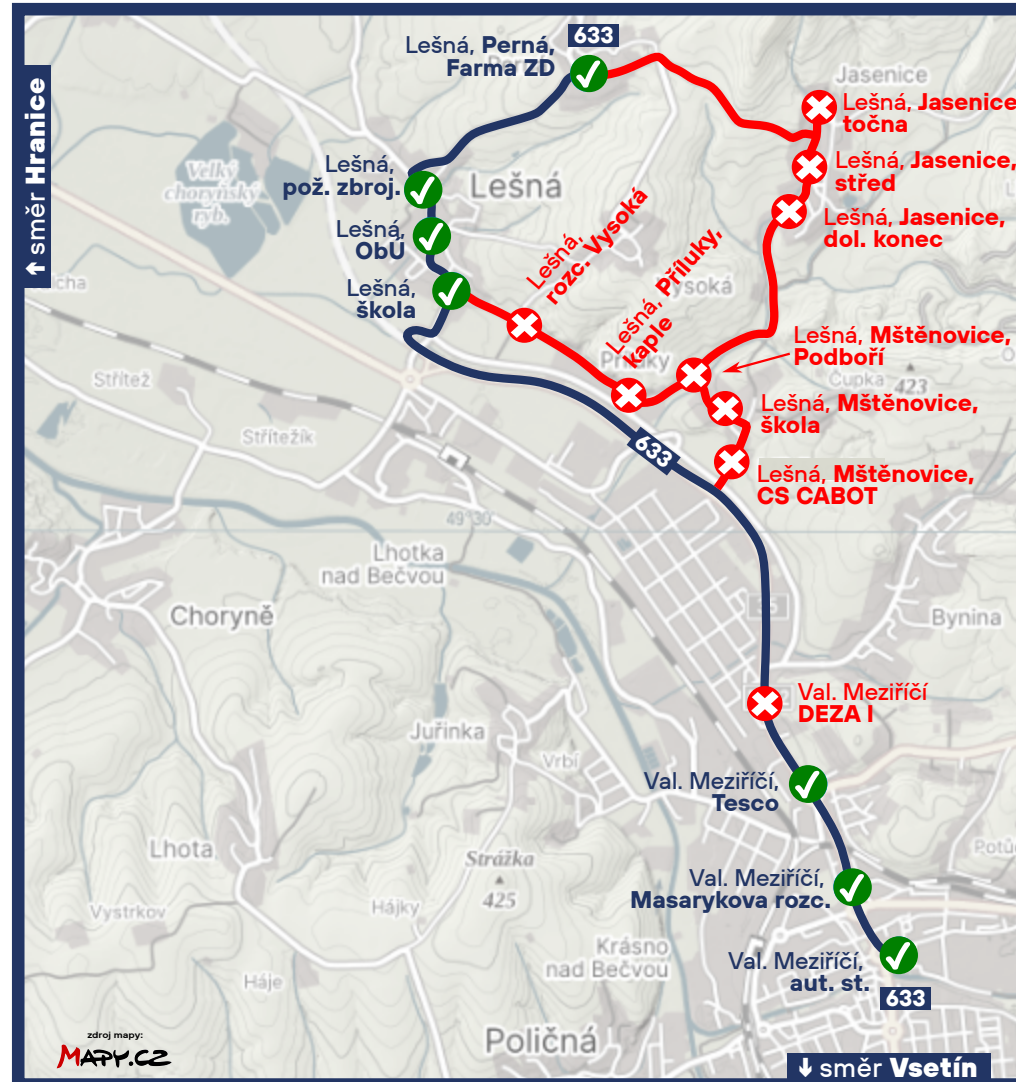 ↑ směr Hranice
Lešná, Perná,
Farma ZD
633
Jasenice
Lešná, Jasenice
točna
Lešná, Jasenice,
střed
Lešná, Jasenice,
dol. konec
Velký
choryňský
ryb.
Lešná,
pož. zbroj.
Lešná
Lešná,
ObÚ
Lešná,
škola
Lešná,
rozc. Vysoká
Lešná, Příluky,
kaple
Vysoká
Příluky
Lešná, Mštěnovice,
Podboří
Čupka
423
Lešná, Mštěnovice,
škola
Lešná, Mštěnovice,
CS CABOT
Střítež
Střítežík
633
49°30'
Lhotka
nad Bečvou
Choryně
Bynina
Val. Meziříčí
DEZA I
Juřinka
Vrbí
Val. Meziříčí,
Tesco
Lhota
Strážka
425
Val. Meziříčí,
Masarykova rozc.
Vystrkov
Hájky
Krásno
nad Bečvou
Val. Meziříčí,
aut. st.
633
Háje
Poličná
zdroj mapy:
MAPY.CZ
↓ směr Vsetín